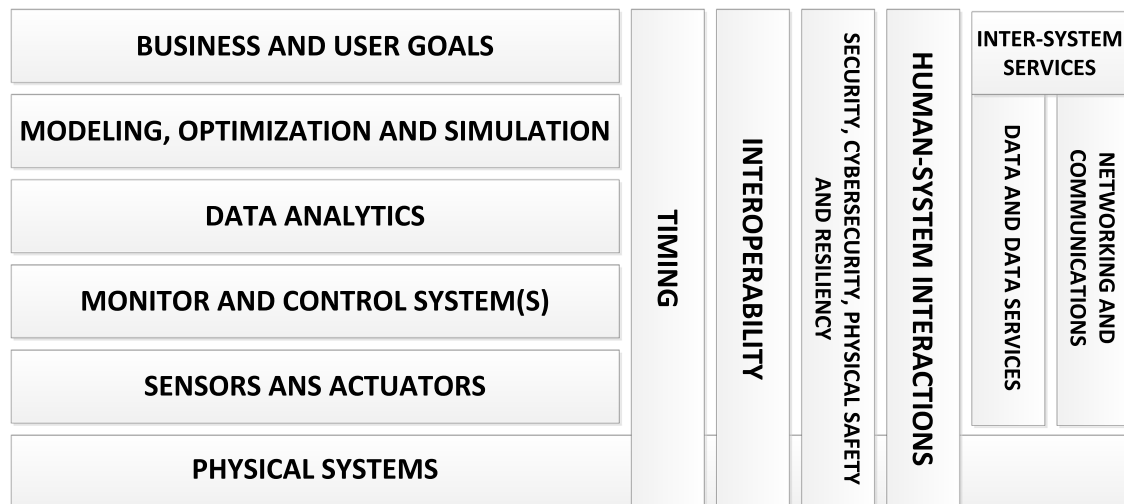 BUSINESS AND USER GOALS
MODELING, OPTIMIZATION AND SIMULATION
DATA ANALYTICS
MONITOR AND CONTROL SYSTEM(S)
SENSORS ANS ACTUATORS
PHYSICAL SYSTEMS
TIMING
INTEROPERABILITY
SECURITY, CYBERSECURITY, PHYSICAL SAFETY
AND RESILIENCY
HUMAN-SYSTEM INTERACTIONS
INTER-SYSTEM
SERVICES
DATA AND DATA SERVICES
NETWORKING AND
COMMUNICATIONS